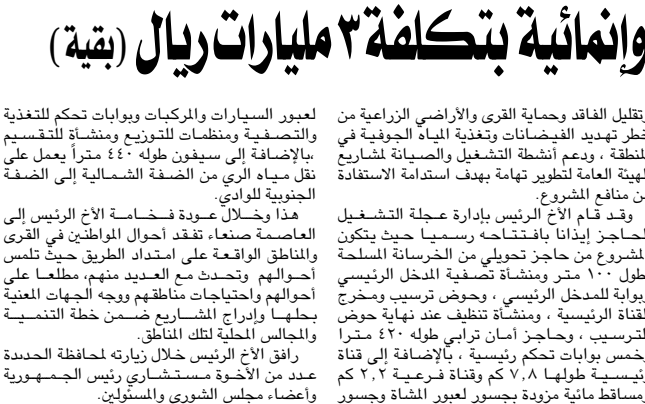 وإنمائية بتكلفة ٣ مليارات ريال (بقية)
وتقليل الفاقد وحماية القرى والأراضي الزراعية من
خطر تهديد الفيضانات وتغذية المياه الجوفية في
المنطقة ، ودعم أنشطة التشغيل والصيانة لمشاريع
الهيئة العامة لتطوير تهامة بهدف استدامة الاستفادة
من منافع المشروع.
وقد قام الأخ الرئيس بإدارة عجلة التشغيل
للحاجز إيذانا بافتتاحه رسميا حيث يتكون
المشروع من حاجز تحويلي من الخرسانة المسلحة
بطول ١٠٠ متر ومنشأة تصفية المدخل الرئيسي
وبوابة للمدخل الرئيسي ، وحوض ترسيب ومخرج
للقناة الرئيسية ، ومنشأة تنظيف عند نهاية حوض
الترسيب ، وحاجز أمان ترابي طوله ٤٢٠ مترا
وخمس بوابات تحكم رئيسية ، بالإضافة إلى قناة
رئيسية طولها ٧,٨ كم وقناة فرعية ٢,٢ كم
ومساقط مائية مزودة بجسور لعبور المشاة وجسور
لعبور السيارات والمركبات وبوابات تحكم للتغذية
والتصفية ومنظمات للتوزيع ومنشأة للتقسيم
،بالإضافة إلى سيفون طوله ٤٤٠ متراً يعمل على
نقل مياه الري من الضفة الشمالية إلى الضفة
الجنوبية للوادي.
هذا وخلال عودة فخامة الأخ الرئيس إلى
العاصمة صنعاء تفقد أحوال المواطنين في القرى
والمناطق الواقعة على امتداد الطريق حيث تلمس
أحوالهم وتحدث مع العديد منهم، مطلعا على
أحوالهم واحتياجات مناطقهم ووجه الجهات المعنية
بحلها وإدراج المشاريع ضمن خطة التنمية
والمجالس المحلية لتلك المناطق.
رافق الأخ الرئيس خلال زيارته لمحافظة الحديدة
عدد من الأخوة مستشاري رئيس الجمهورية
وأعضاء مجلس الشورى والمسئولين.